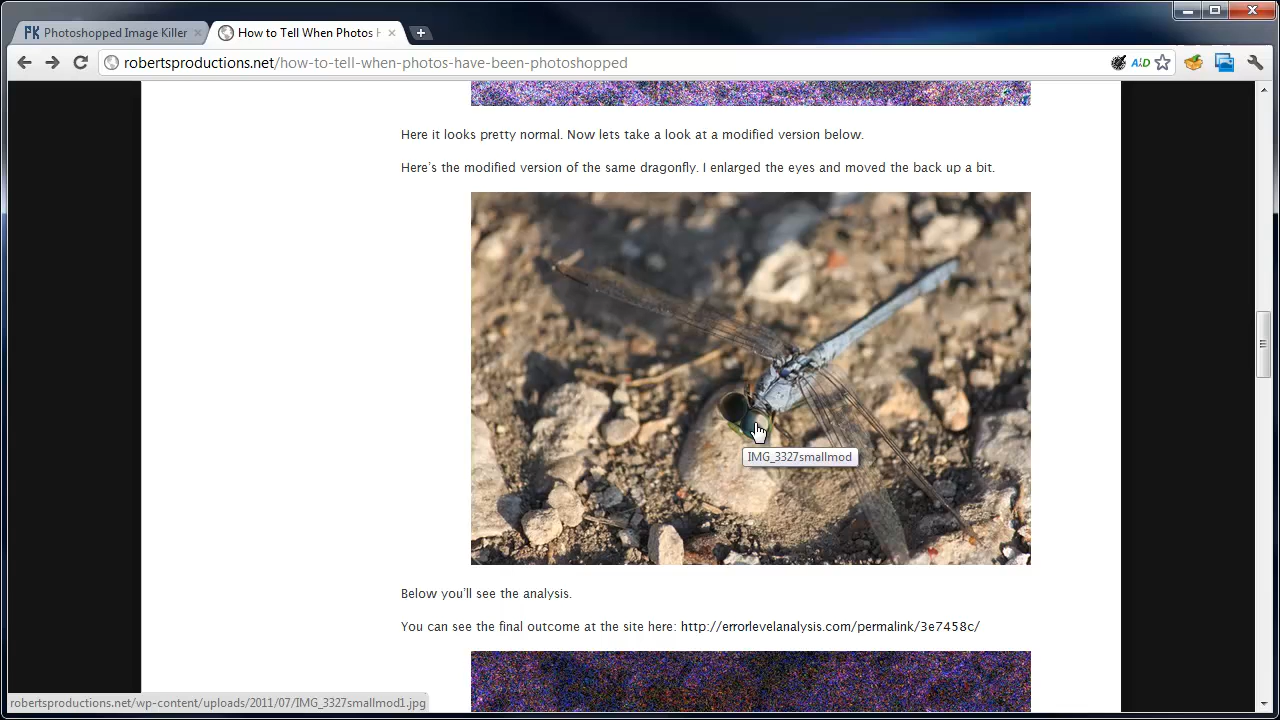 Photoshopped Image Killer
How to Tell When Photos H
robertsproductions.net/how-to-tell-when-photos-have-been-photoshopped
Here it looks pretty normal. Now lets take a look at a modified version below.
Here's the modified version of the same dragonfly. I enlarged the eyes and moved the back up a bit.
IMG_3327smallmod
Below you'll see the analysis.
You can see the final outcome at the site here: http://errorlevelanalysis.com/permalink/3e7458c/
robertsproductions.net/wp-content/uploads/2011/07/IMG_3327smallmod1.jpg